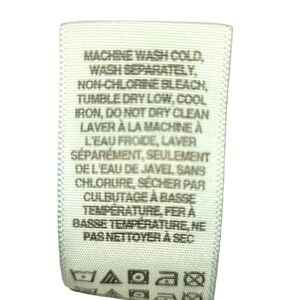 MACHINE WASH COLD,
WASH SEPARATELY,
NON-CHLORINE BLEACH,
TUMBLE DRY LOW, COOL
IRON, DO NOT DRY CLEAN
LAVER À LA MACHINE À
L'EAU FROIDE, LAVER
SÉPARÉMENT, SEULEMENT
DE L'EAU DE JAVEL SANS
CHLORURE, SÉCHER PAR
CULBUTAGE À BASSE
TEMPÉRATURE, FER À
BASSE TEMPÉRATURE, NE
PAS NETTOYER À SEC